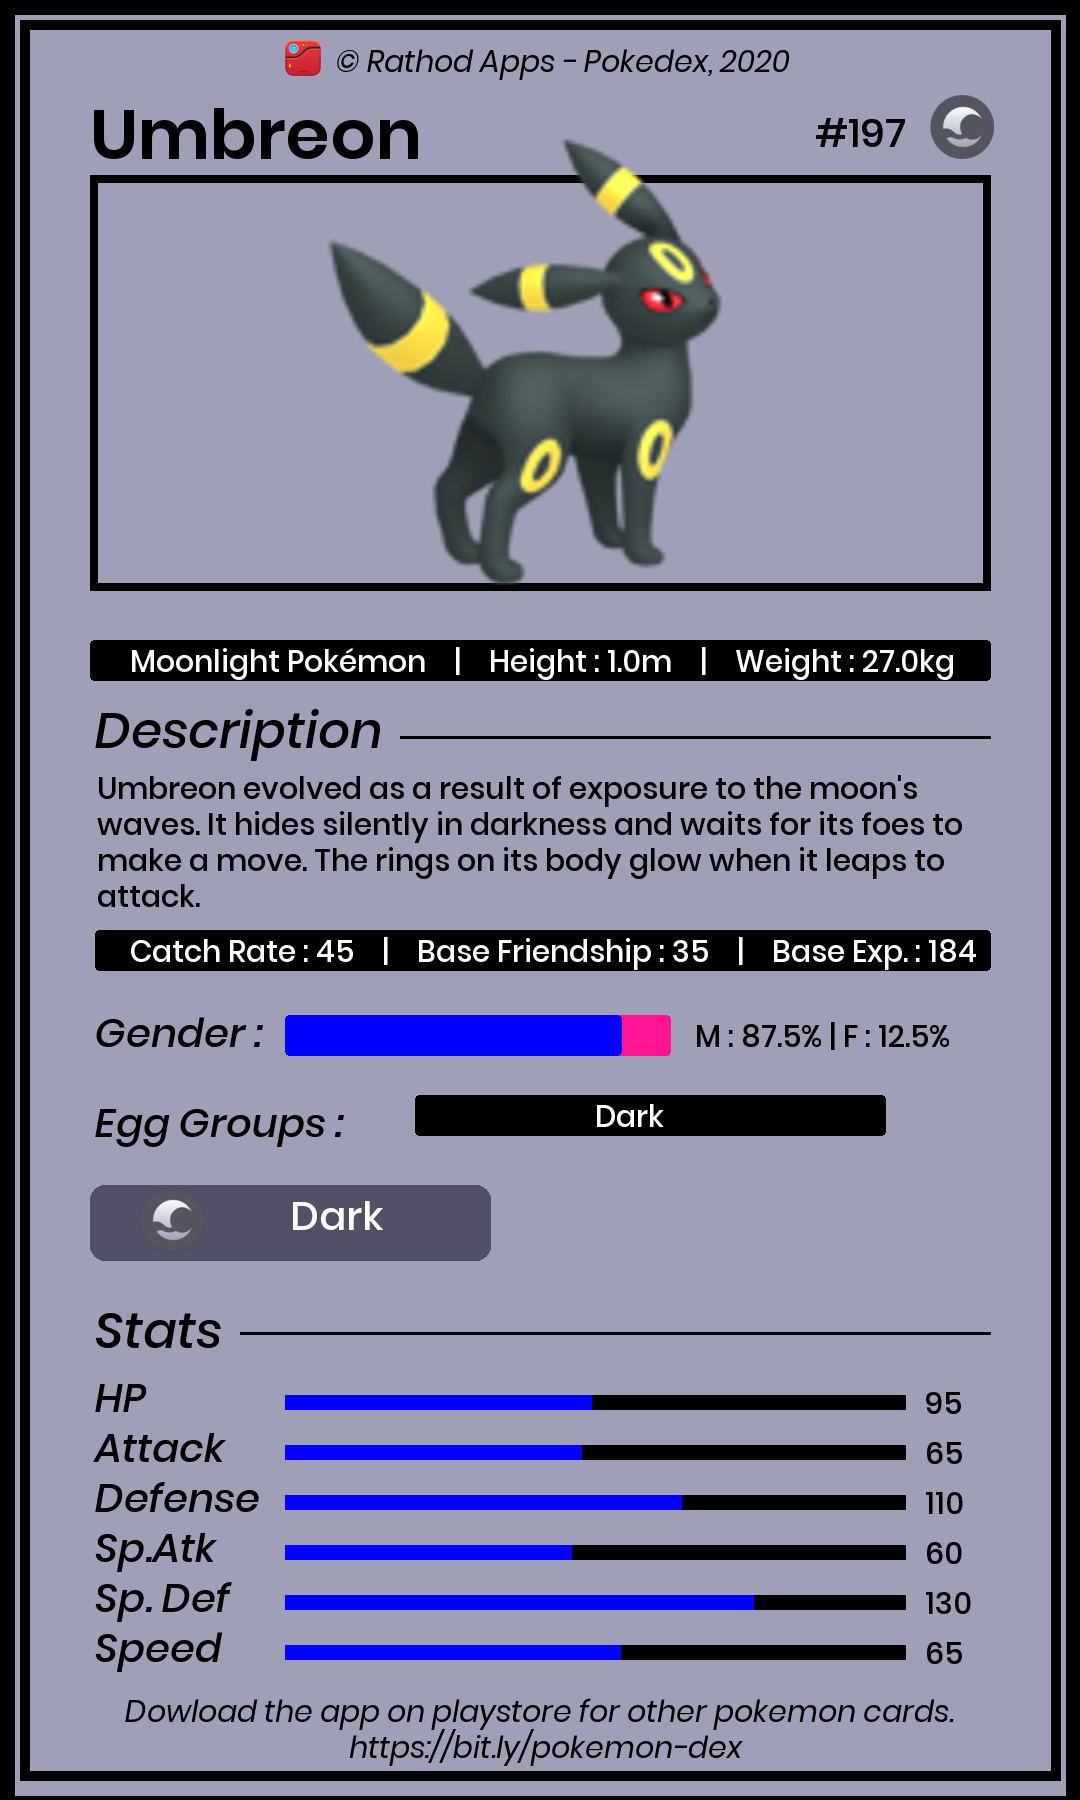 © Rathod Apps - Pokedex, 2020
Umbreon
#197
Moonlight Pokémon | Height : 1.0m | Weight : 27.0kg
Description
Umbreon evolved as a result of exposure to the moon's
waves. It hides silently in darkness and waits for its foes to
make a move. The rings on its body glow when it leaps to
attack.
Catch Rate : 45 | Base Friendship : 35 | Base Exp. : 184
Gender : M : 87.5% | F : 12.5%
Egg Groups : Dark
Dark
Stats
HP 95
Attack 65
Defense 110
Sp.Atk 60
Sp. Def 130
Speed 65
Dowload the app on playstore for other pokemon cards.
https://bit.ly/pokemon-dex